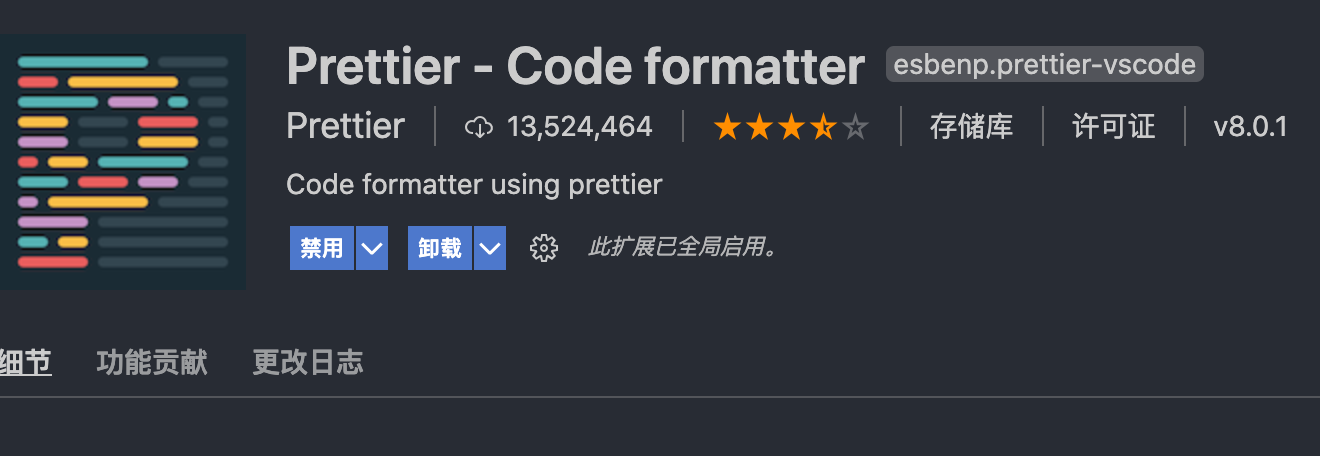 Prettier - Code formatter esbenp.prettier-vscode
Prettier 13,524,464 存储库 许可证 v8.0.1
Code formatter using prettier
禁用 卸载 此扩展已全局启用。
细节 功能贡献 更改日志